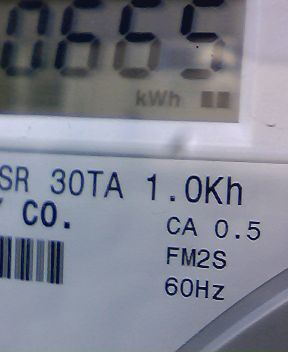 0665
kWh
SR 30TA 1.0Kh
Y CO.
CA 0.5
FM2S
60Hz